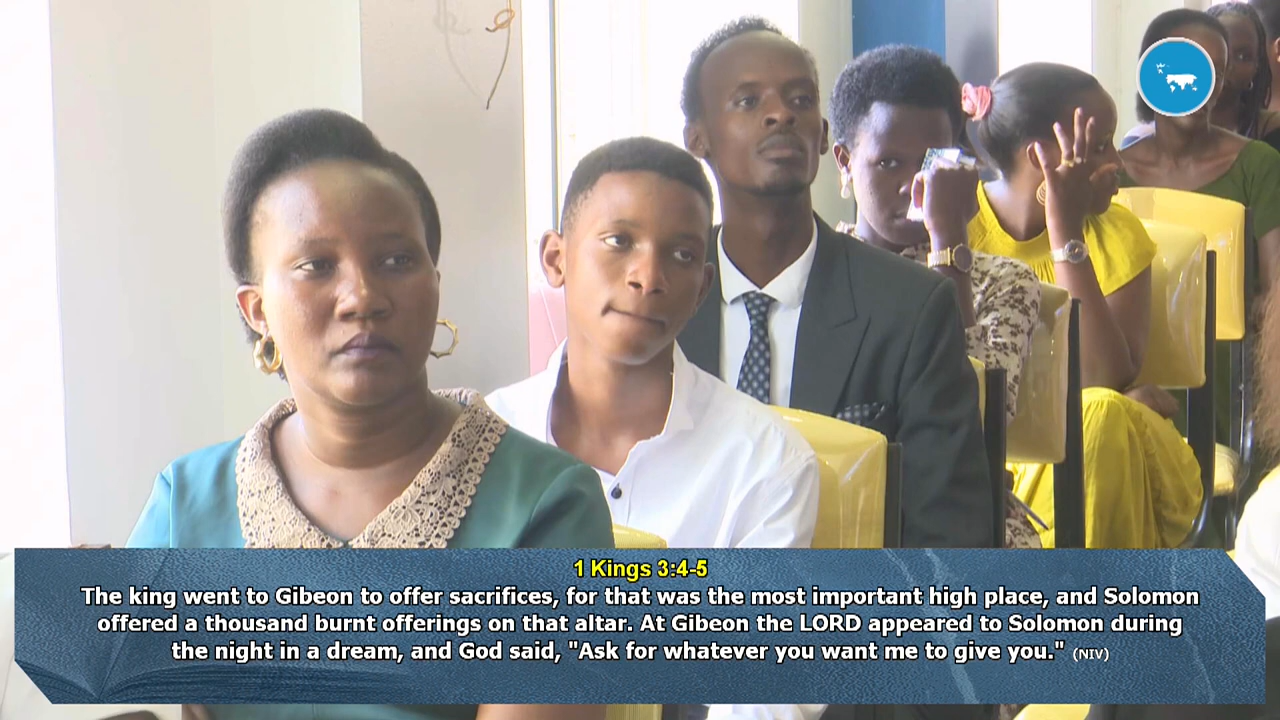 1 Kings 3:4-5
The king went to Gibeon to offer sacrifices, for that was the most important high place, and Solomon
offered a thousand burnt offerings on that altar. At Gibeon the LORD appeared to Solomon during
the night in a dream, and God said, "Ask for whatever you want me to give you." (NIV)